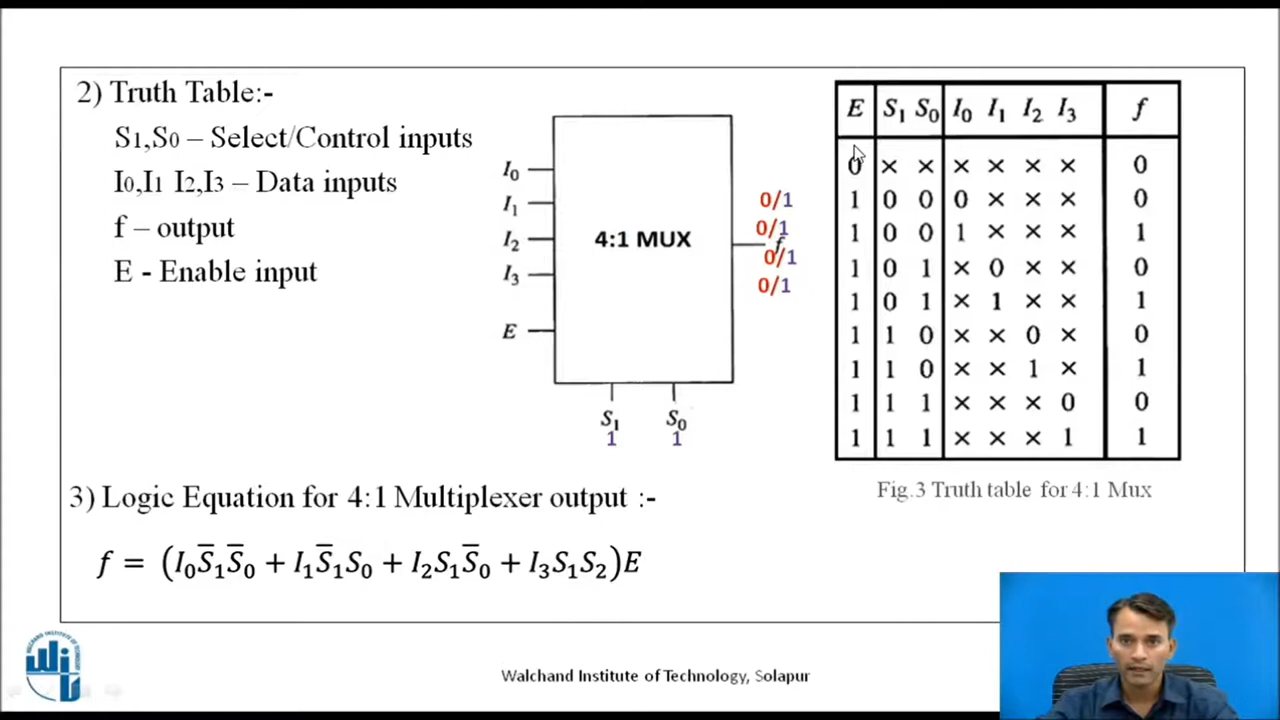 2) Truth Table:-
S1,S0 – Select/Control inputs
I0,I1 I2,I3 – Data inputs
f – output
E - Enable input
I₀
I₁
I₂
I₃
E
4:1 MUX
0/1
0/1
f
0/1
0/1
S₁ S₀
1 1
E S₁ S₀ I₀ I₁ I₂ I₃ f
0 × × × × × × 0
1 0 0 0 × × × 0
1 0 0 1 × × × 1
1 0 1 × 0 × × 0
1 0 1 × 1 × × 1
1 1 0 × × 0 × 0
1 1 0 × × 1 × 1
1 1 1 × × × 0 0
1 1 1 × × × 1 1
Fig.3 Truth table for 4:1 Mux
3) Logic Equation for 4:1 Multiplexer output :-
f = (I₀S̅₁S̅₀ + I₁S̅₁S₀ + I₂S₁S̅₀ + I₃S₁S₂)E
WALCHAND INSTITUTE OF TECHNOLOGY
WIT
Walchand Institute of Technology, Solapur